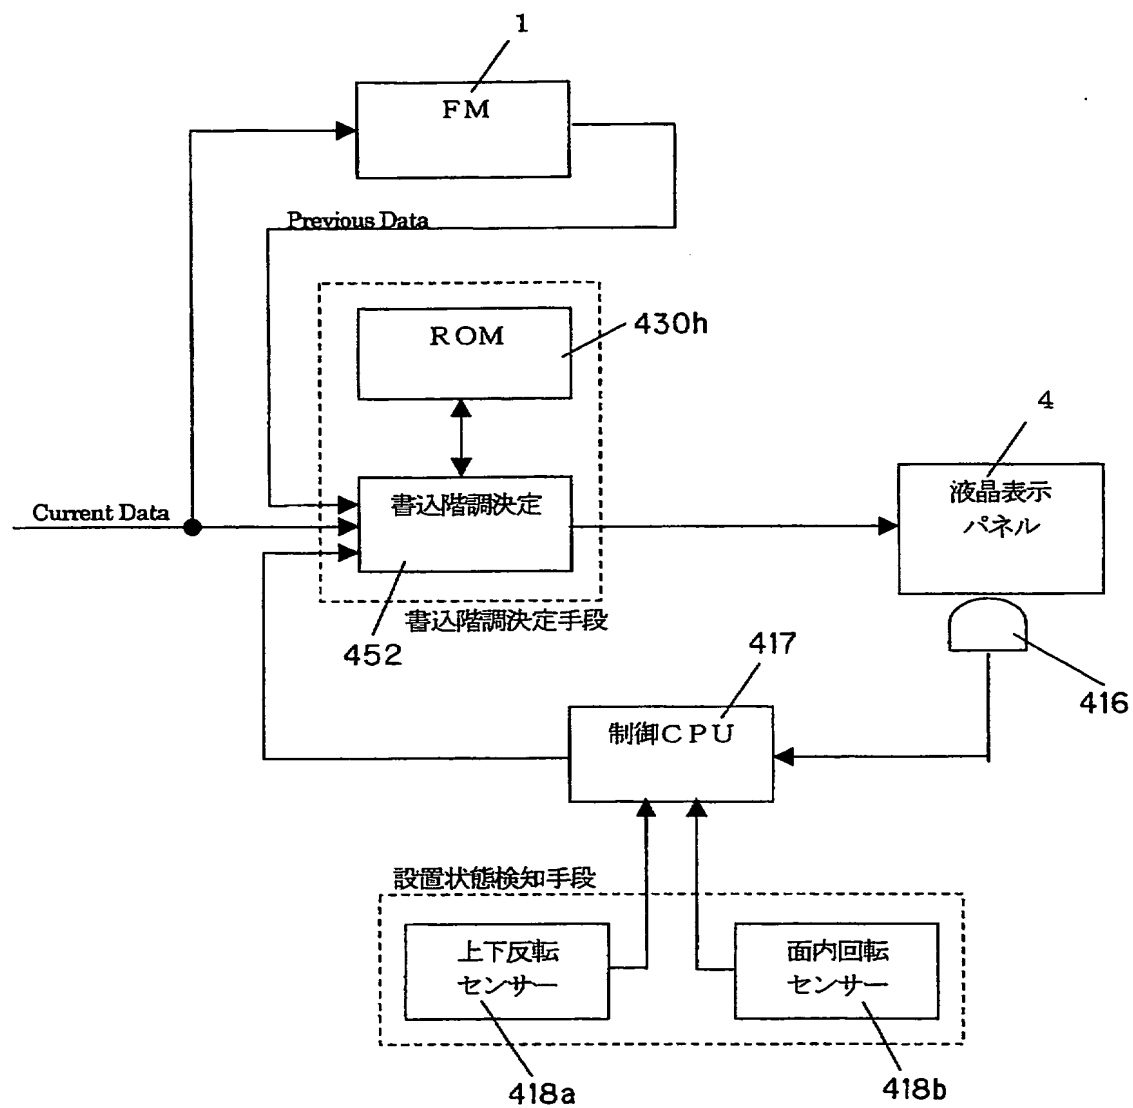 1
FM
Previous Data
ROM
430h
4
液晶表示
パネル
Current Data
書込階調決定
書込階調決定手段
452
417
416
制御CPU
設置状態検知手段
上下反転
センサー
面内回転
センサー
418a
418b